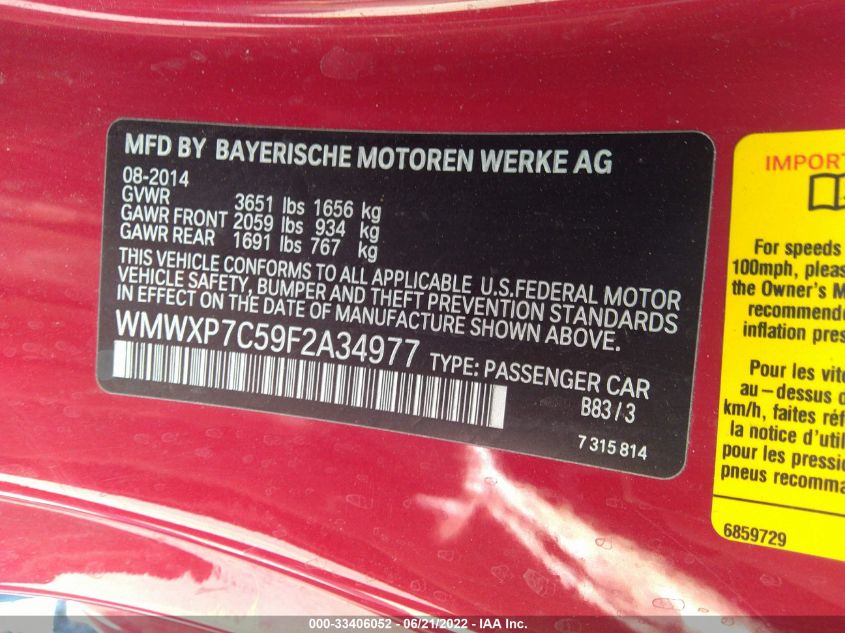 MFD BY BAYERISCHE MOTOREN WERKE AG
08-2014
GVWR 3651 lbs 1656 kg
GAWR FRONT 2059 lbs 934 kg
GAWR REAR 1691 lbs 767 kg
THIS VEHICLE CONFORMS TO ALL APPLICABLE U.S.FEDERAL MOTOR
VEHICLE SAFETY, BUMPER AND THEFT PREVENTION STANDARDS
IN EFFECT ON THE DATE OF MANUFACTURE SHOWN ABOVE.
WMWXP7C59F2A34977 TYPE: PASSENGER CAR
B83/3
7 315 814
IMPORT
For speeds
100mph, pleas
the Owner's M
recommende
inflation pres
Pour les vite
au-dessus d
km/h, faites réf
la notice d'util
pour les pressio
pneus recomma
6859729
000-33406052 - 06/21/2022 - IAA Inc.